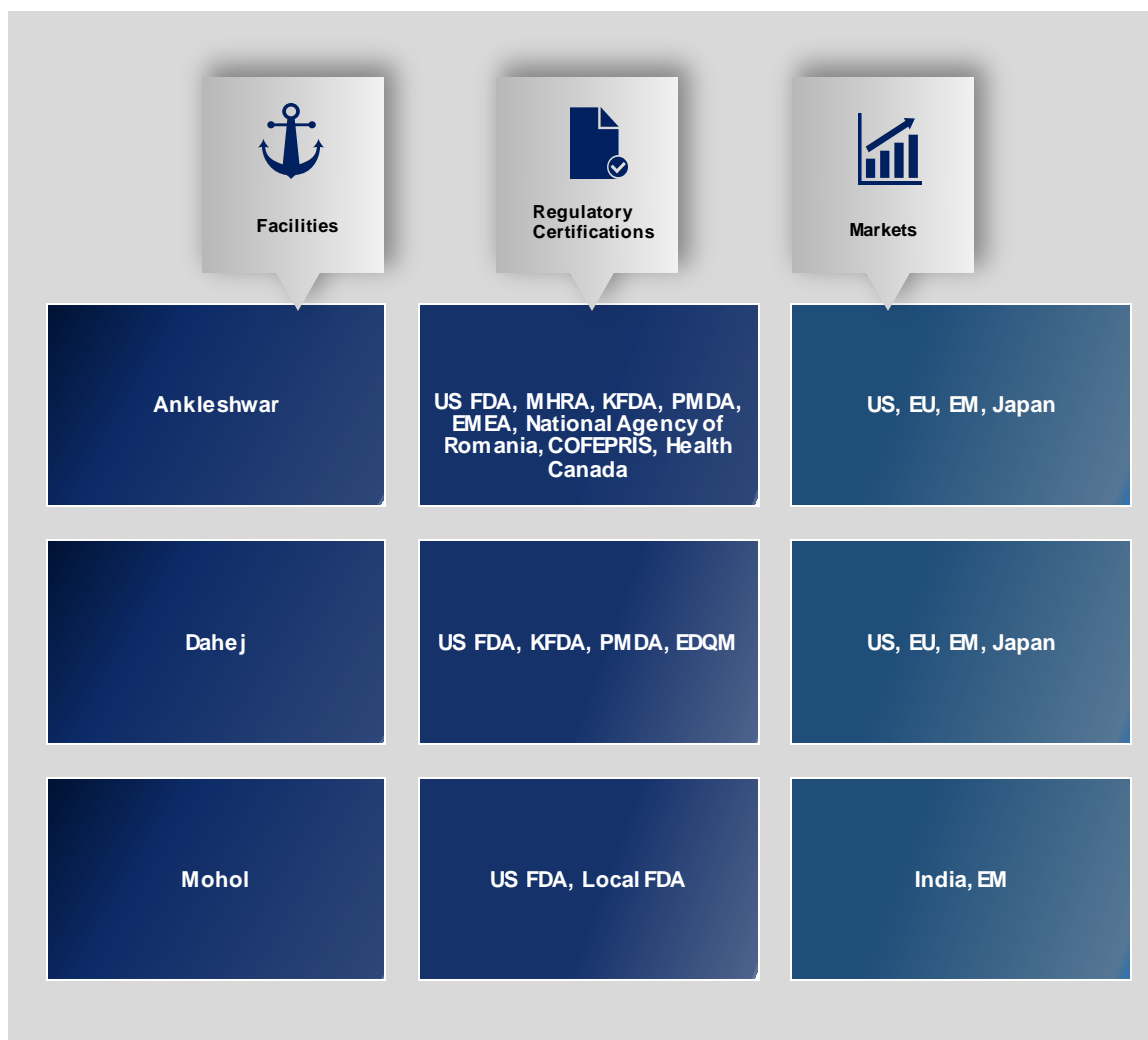 Facilities
Regulatory
Certifications
Markets
Ankleshwar
US FDA, MHRA, KFDA, PMDA,
EMEA, National Agency of
Romania, COFEPRIS, Health
Canada
US, EU, EM, Japan
Dahej
US FDA, KFDA, PMDA, EDQM
US, EU, EM, Japan
Mohol
US FDA, Local FDA
India, EM